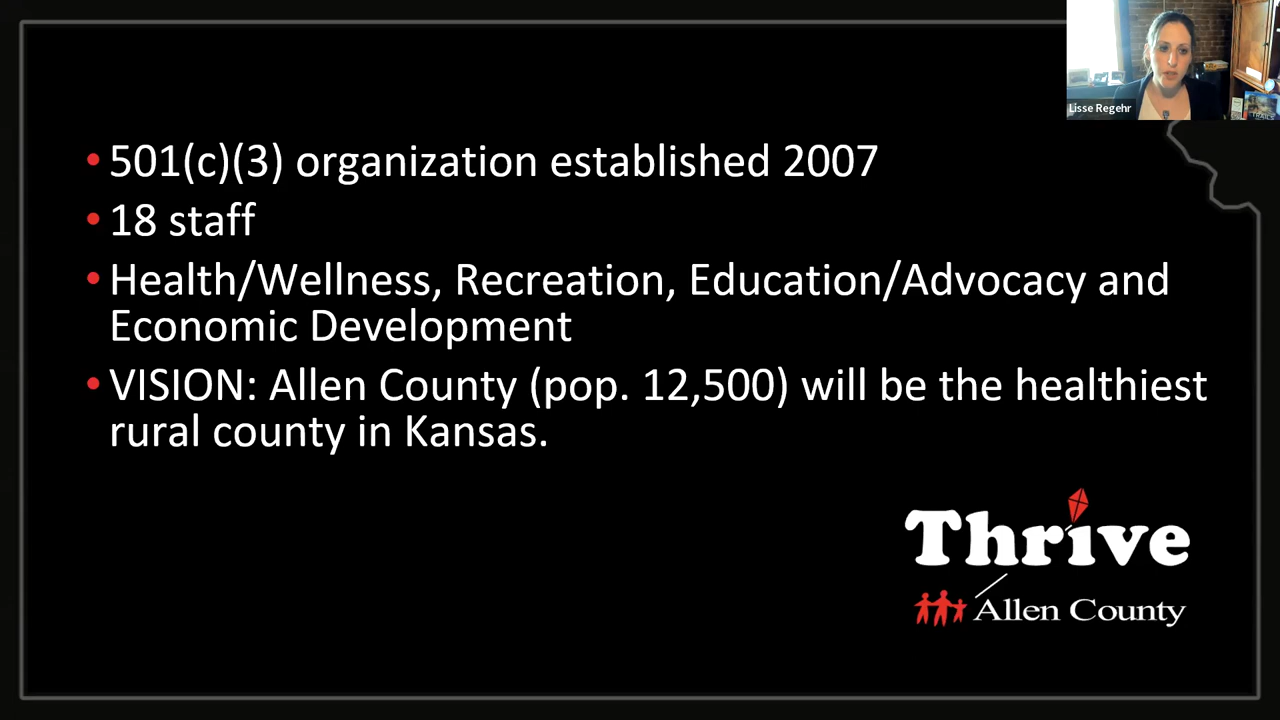 Lisse Regehr
• 501(c)(3) organization established 2007
• 18 staff
• Health/Wellness, Recreation, Education/Advocacy and
Economic Development
• VISION: Allen County (pop. 12,500) will be the healthiest
rural county in Kansas.
Thrive
Allen County